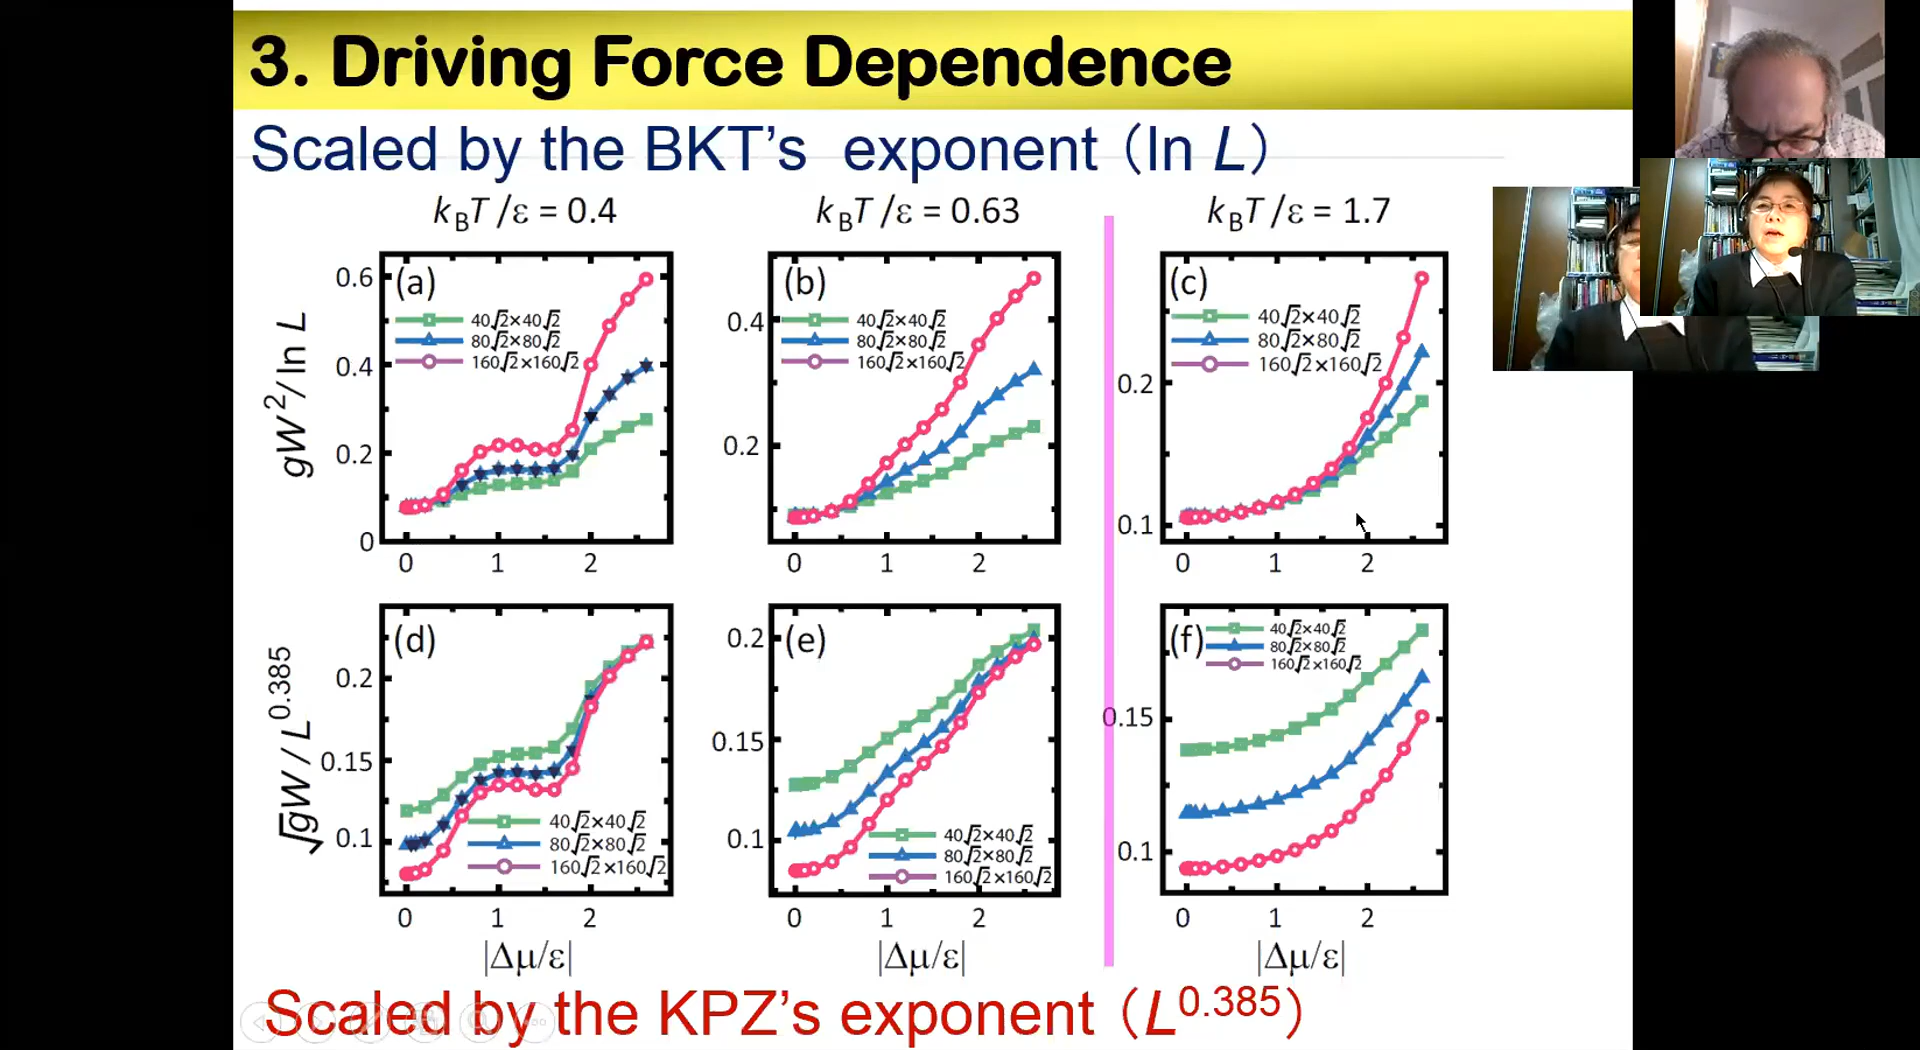 3. Driving Force Dependence
Scaled by the BKT’s exponent (ln L)
k_B T/ε = 0.4
k_B T/ε = 0.63
k_B T/ε = 1.7
gW²/ln L
(a)
40√2×40√2
80√2×80√2
160√2×160√2
0.6
0.4
0.2
0
0 1 2
(b)
40√2×40√2
80√2×80√2
160√2×160√2
0.4
0.2
0 1 2
(c)
40√2×40√2
80√2×80√2
160√2×160√2
0.2
0.1
0 1 2
√gW / L^0.385
(d)
0.2
0.15
0.1
40√2×40√2
80√2×80√2
160√2×160√2
0 1 2
|Δμ/ε|
(e)
0.2
0.15
0.1
40√2×40√2
80√2×80√2
160√2×160√2
0 1 2
|Δμ/ε|
(f)
40√2×40√2
80√2×80√2
160√2×160√2
0.15
0.1
0 1 2
|Δμ/ε|
Scaled by the KPZ’s exponent (L^0.385)